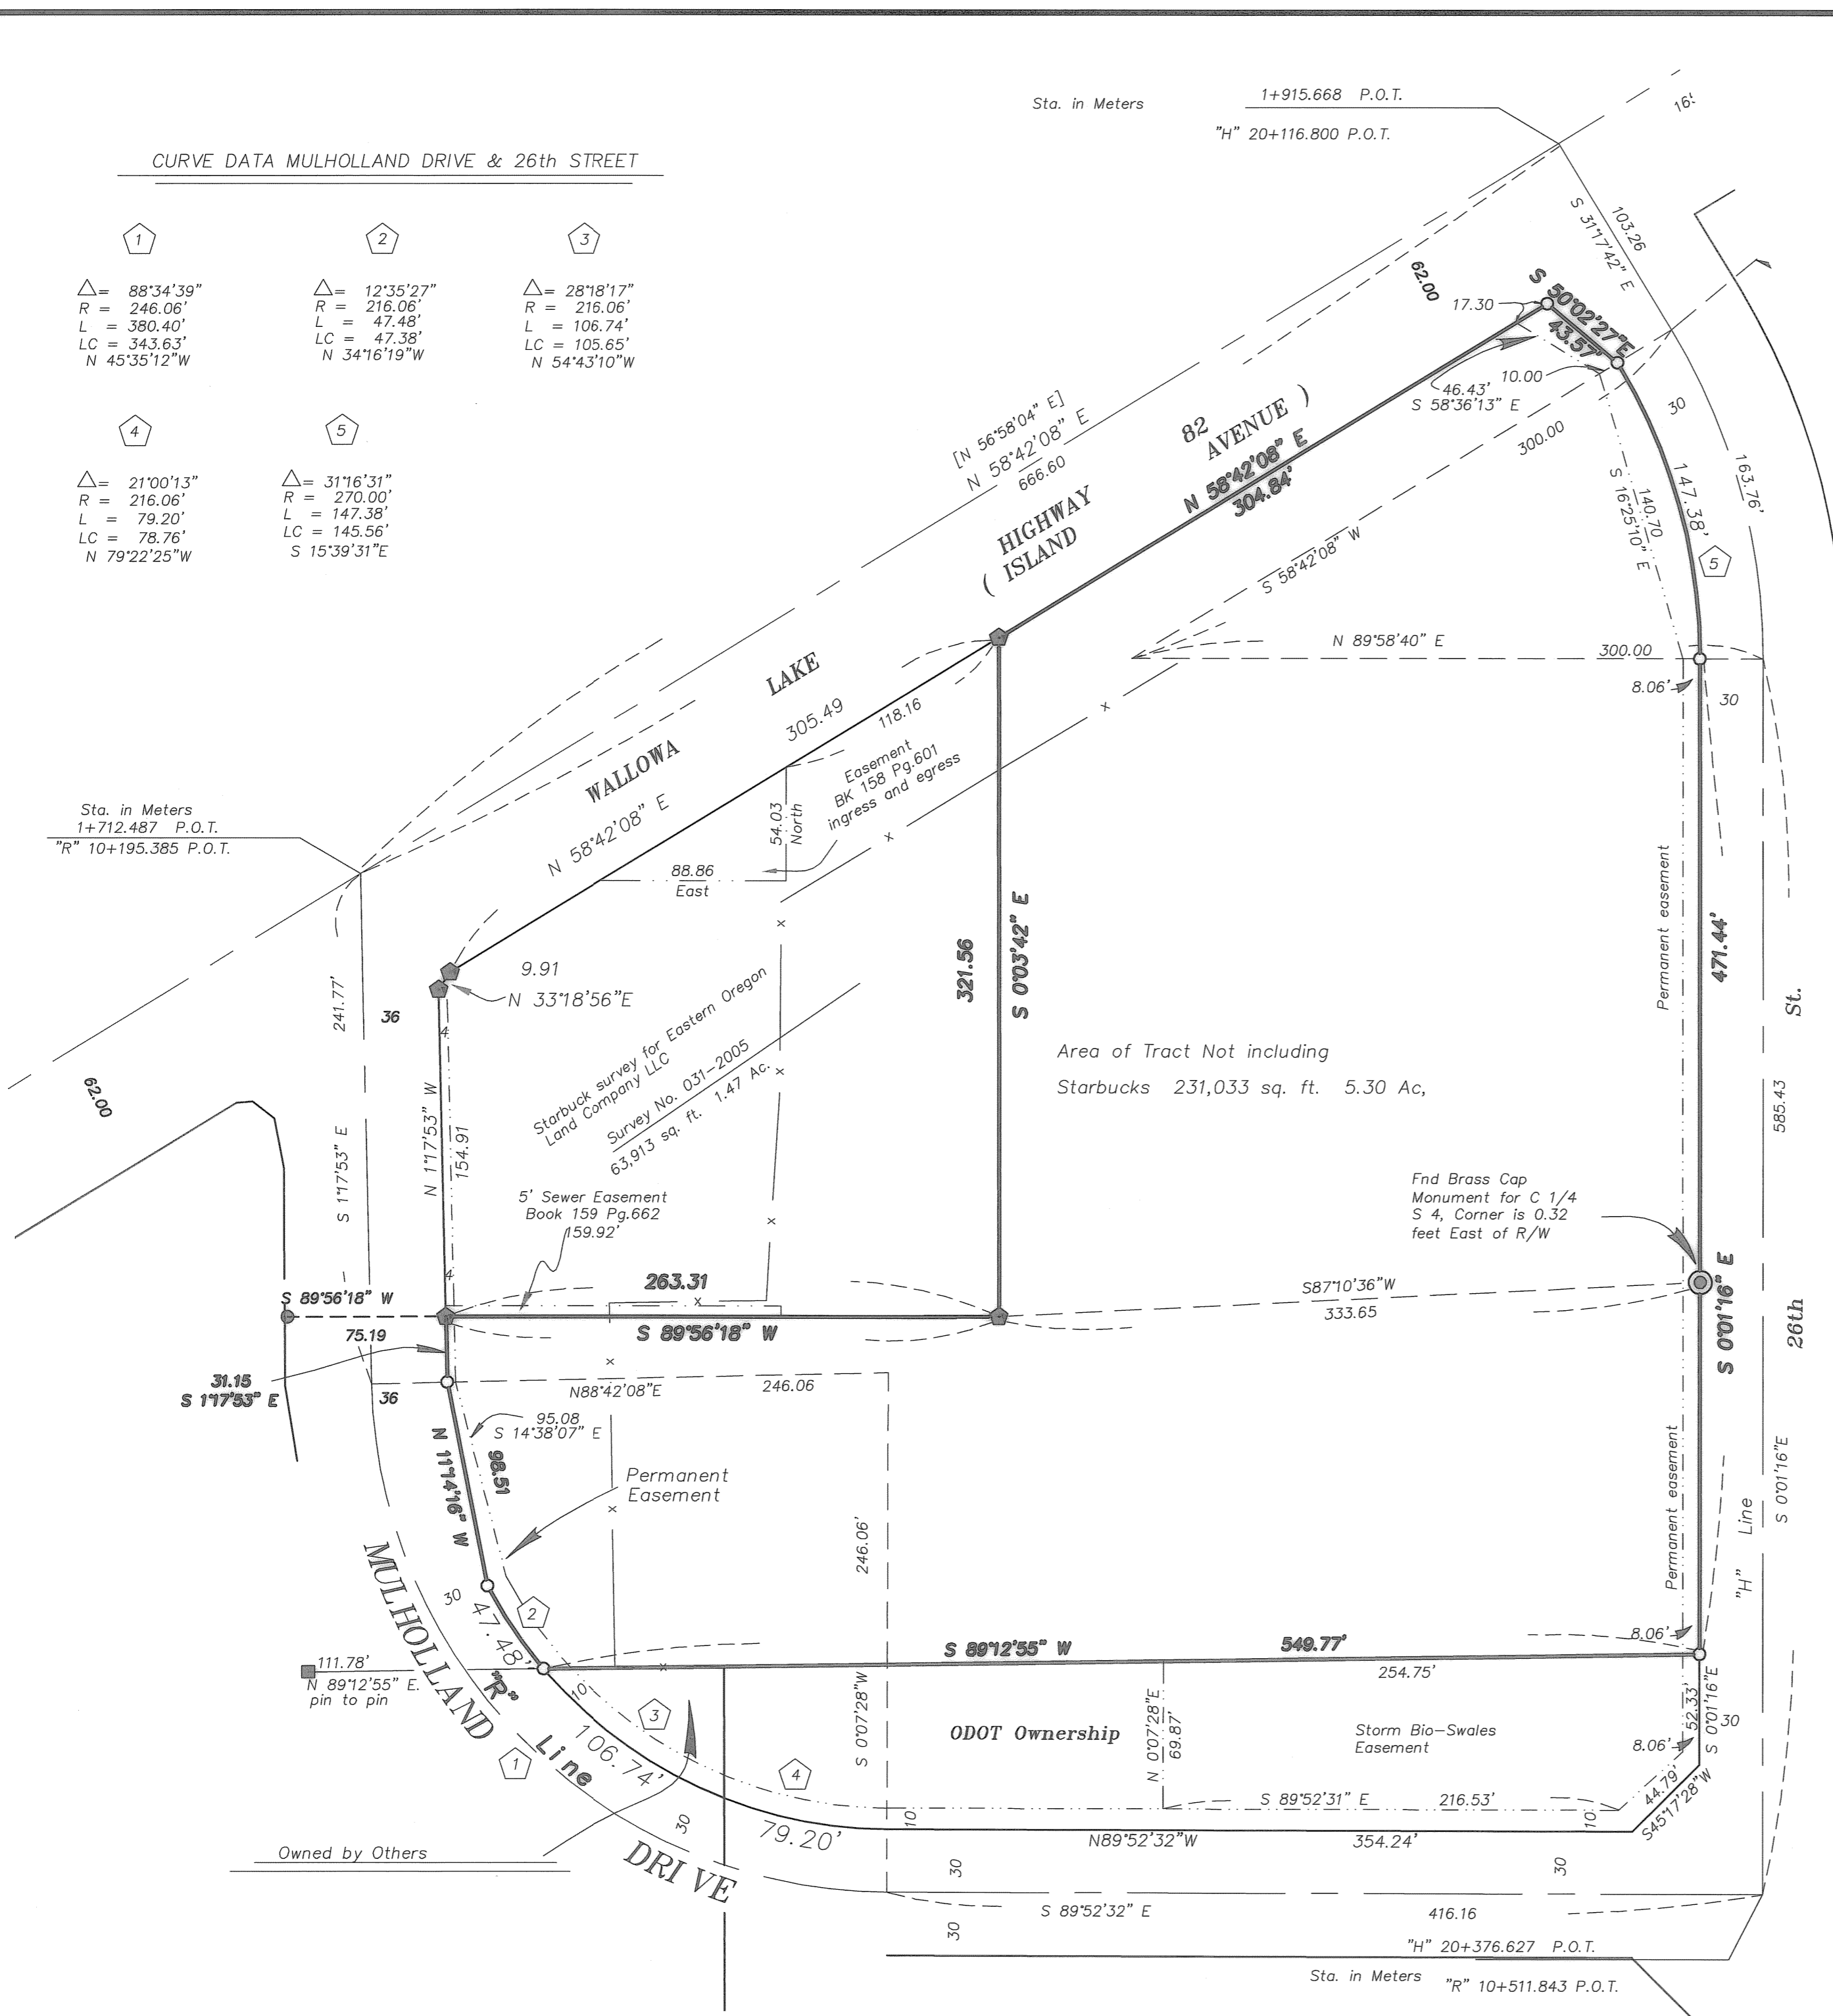 Sta. in Meters
1+915.668 P.O.T.
"H" 20+116.800 P.O.T.
CURVE DATA MULHOLLAND DRIVE & 26th STREET
1
△= 88°34'39"
R = 246.06'
L = 380.40'
LC = 343.63'
N 45°35'12"W
2
△= 12°35'27"
R = 216.06'
L = 47.48'
LC = 47.38'
N 34°16'19"W
3
△= 28°18'17"
R = 216.06'
L = 106.74'
LC = 105.65'
N 54°43'10"W
4
△= 21°00'13"
R = 216.06'
L = 79.20'
LC = 78.76'
N 79°22'25"W
5
△= 31°16'31"
R = 270.00'
L = 147.38'
LC = 145.56'
S 15°39'31"E
103.26
S 31°17'42" E
62.00
17.30
S 50°02'27"E
43.57'
46.43'
S 58°36'13" E
10.00
300.00
30
163.76'
147.38'
5
140.70
S 16°25'10" E
[N 56°58'04" E]
N 58°42'08" E
666.60
WALLOWA
LAKE
HIGHWAY
82
( ISLAND
AVENUE )
N 58°42'08" E
304.84'
S 58°42'08" W
N 89°58'40" E
300.00
8.06'
30
305.49
118.16
N 58°42'08" E
Easement
BK 158 Pg.601
ingress and egress
54.03
North
88.86
East
Sta. in Meters
1+712.487 P.O.T.
"R" 10+195.385 P.O.T.
62.00
241.77'
S 1°17'53" E
36
9.91
N 33°18'56"E
4
N 1°17'53" W
154.91
4
Starbuck survey for Eastern Oregon
Land Company LLC
Survey No. 031-2005
63,913 sq. ft. 1.47 Ac.
321.56
S 0°03'42" E
Area of Tract Not including
Starbucks 231,033 sq. ft. 5.30 Ac,
Permanent easement
471.44'
St.
585.43
5' Sewer Easement
Book 159 Pg.662
159.92'
Fnd Brass Cap
Monument for C 1/4
S 4, Corner is 0.32
feet East of R/W
S 89°56'18" W
75.19
263.31
S 89°56'18" W
S87°10'36"W
333.65
S 0°01'16" E
26th
31.15
S 1°17'53" E
36
N88°42'08"E
246.06
95.08
S 14°38'07" E
N 11°14'16" W
98.51
Permanent
Easement
246.06'
Permanent easement
"H" Line
S 0°01'16"E
30
47.48'
2
S 89°12'55" W
549.77'
8.06'
111.78'
N 89°12'55" E.
pin to pin
"R" Line
10
3
254.75'
MULHOLLAND
DRIVE
1
106.74'
4
S 0°07'28"W
ODOT Ownership
N 0°07'28"E
69.87'
Storm Bio-Swales
Easement
52.33'
S 0°01'16"E
30
8.06'
44.79'
S45°17'28"W
S 89°52'31" E
216.53'
10
10
79.20'
N89°52'32"W
354.24'
30
Owned by Others
30
30
S 89°52'32" E
416.16
30
"H" 20+376.627 P.O.T.
Sta. in Meters
"R" 10+511.843 P.O.T.